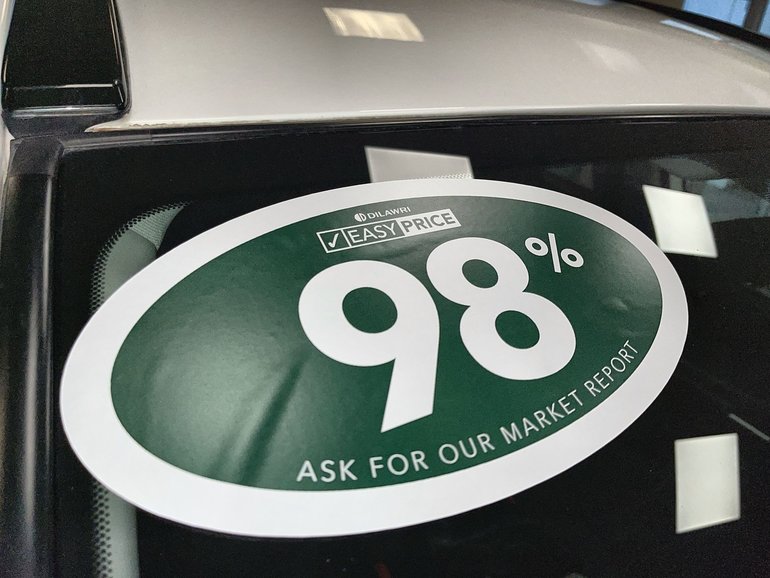 DILAWRI
EASY PRICE
98%
ASK FOR OUR MARKET REPORT